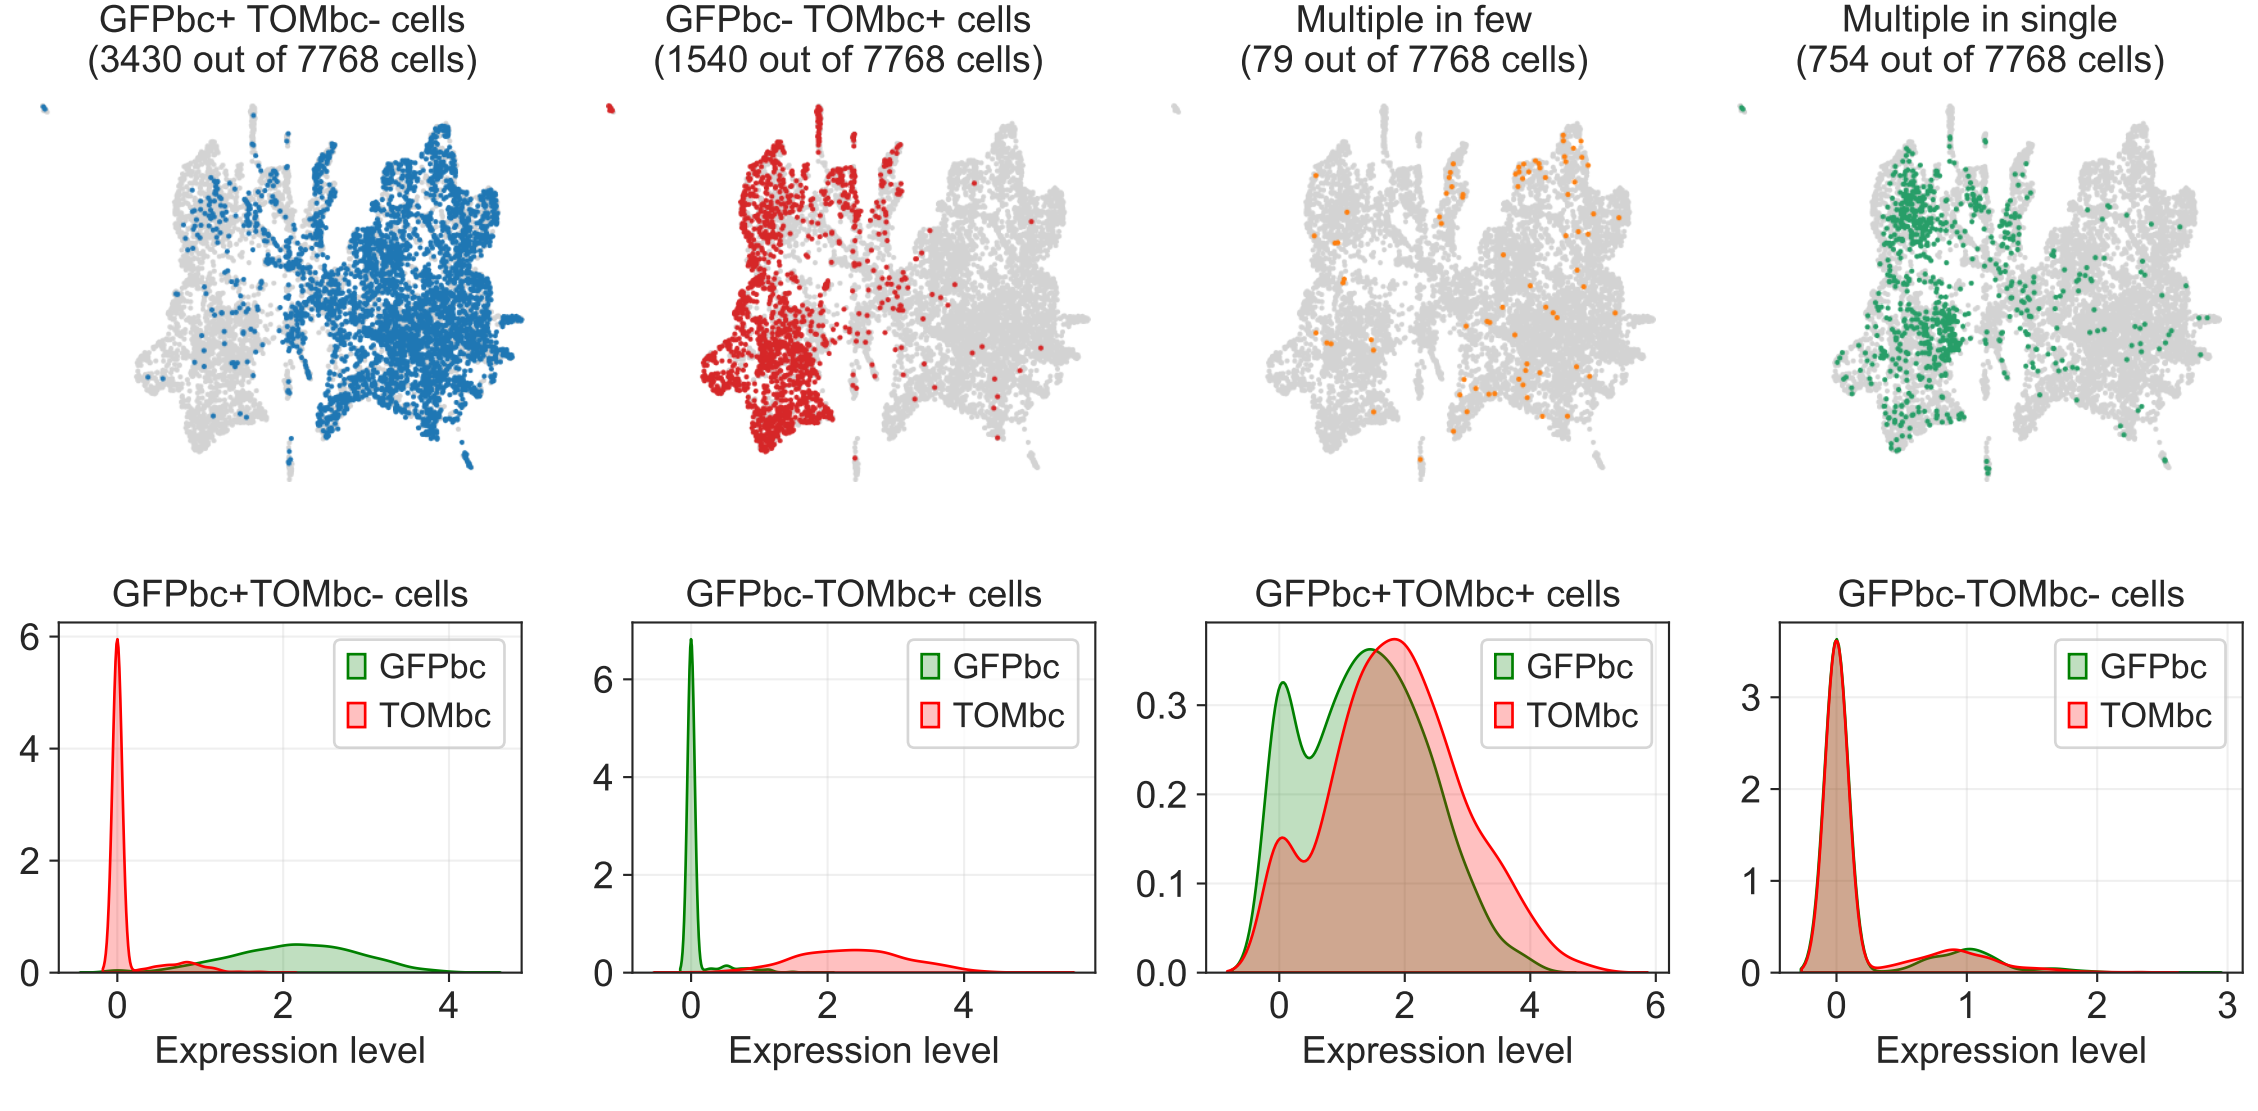 GFPbc+ TOMbc- cells
(3430 out of 7768 cells)
GFPbc- TOMbc+ cells
(1540 out of 7768 cells)
Multiple in few
(79 out of 7768 cells)
Multiple in single
(754 out of 7768 cells)
GFPbc+TOMbc- cells
6
4
2
0
GFPbc
TOMbc
0 2 4
Expression level
GFPbc-TOMbc+ cells
6
4
2
0
GFPbc
TOMbc
0 2 4
Expression level
GFPbc+TOMbc+ cells
0.3
0.2
0.1
0.0
GFPbc
TOMbc
0 2 4 6
Expression level
GFPbc-TOMbc- cells
3
2
1
0
GFPbc
TOMbc
0 1 2 3
Expression level